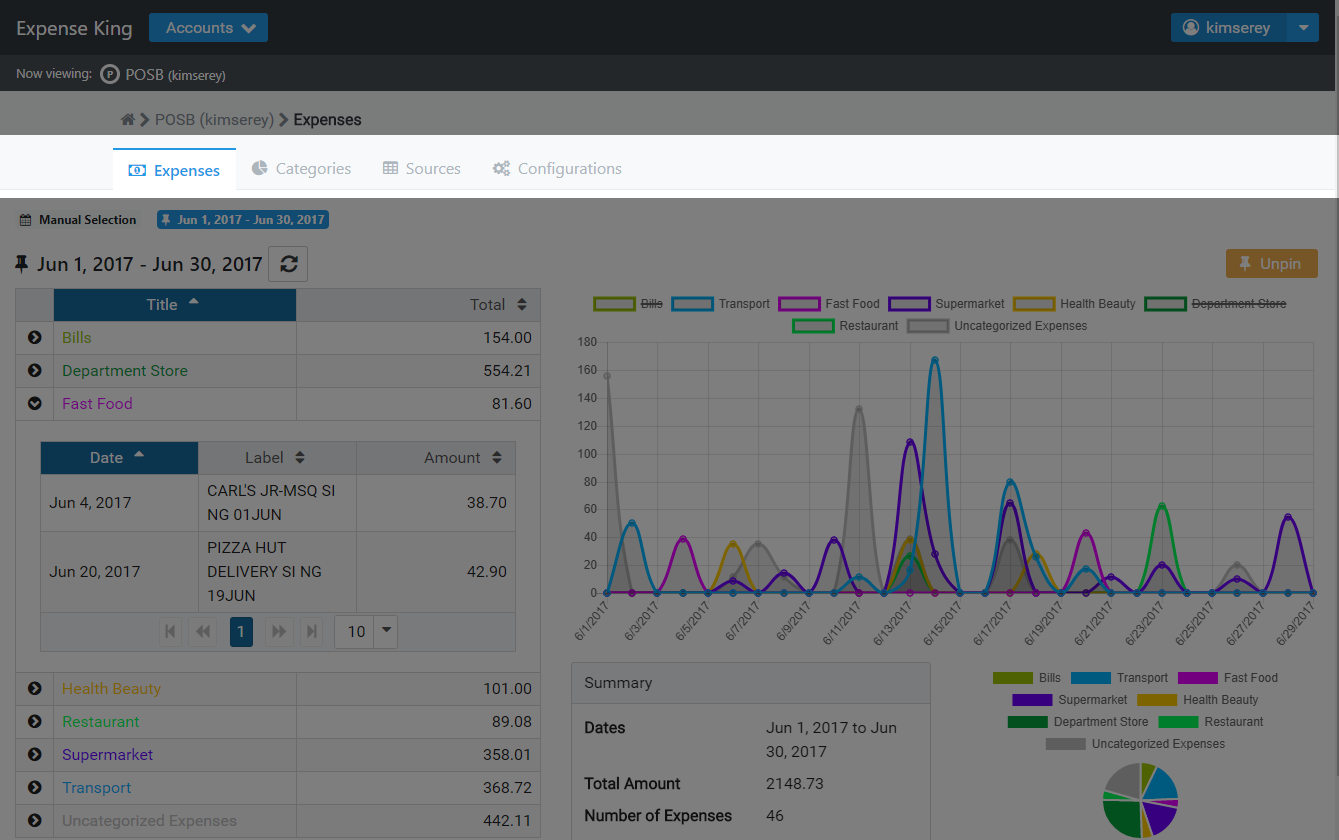 Expense King Accounts kimserey
Now viewing: P POSB (kimserey)
POSB (kimserey) Expenses
Expenses Categories Sources Configurations
Manual Selection Jun 1, 2017 - Jun 30, 2017
Jun 1, 2017 - Jun 30, 2017
Unpin
Title Total
Bills 154.00
Department Store 554.21
Fast Food 81.60
Date Label Amount
Jun 4, 2017 CARL'S JR-MSQ SI 38.70
NG 01JUN
Jun 20, 2017 PIZZA HUT 42.90
DELIVERY SI NG
19JUN
1 10
Health Beauty 101.00
Restaurant 89.08
Supermarket 358.01
Transport 368.72
Uncategorized Expenses 442.11
Bills Transport Fast Food Supermarket Health Beauty Department Store
Restaurant Uncategorized Expenses
180
160
140
120
100
80
60
40
20
0
6/1/2017 6/3/2017 6/5/2017 6/7/2017 6/9/2017 6/11/2017 6/13/2017 6/15/2017 6/17/2017 6/19/2017 6/21/2017 6/23/2017 6/25/2017 6/27/2017 6/29/2017
Summary
Dates Jun 1, 2017 to Jun
30, 2017
Total Amount 2148.73
Number of Expenses 46
Bills Transport Fast Food
Supermarket Health Beauty
Department Store Restaurant
Uncategorized Expenses